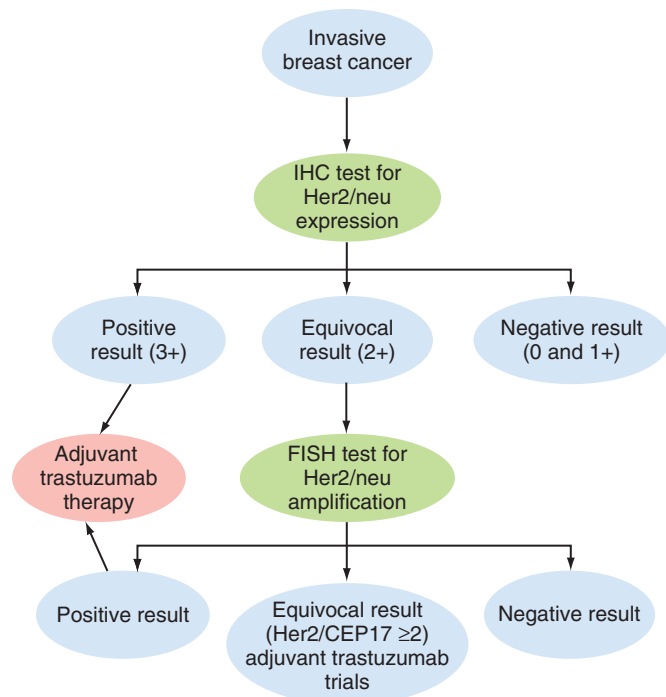 Invasive
breast cancer
IHC test for
Her2/neu
expression
Positive
result (3+)
Equivocal
result (2+)
Negative result
(0 and 1+)
Adjuvant
trastuzumab
therapy
FISH test for
Her2/neu
amplification
Positive result
Equivocal result
(Her2/CEP17 ≥2)
adjuvant trastuzumab
trials
Negative result